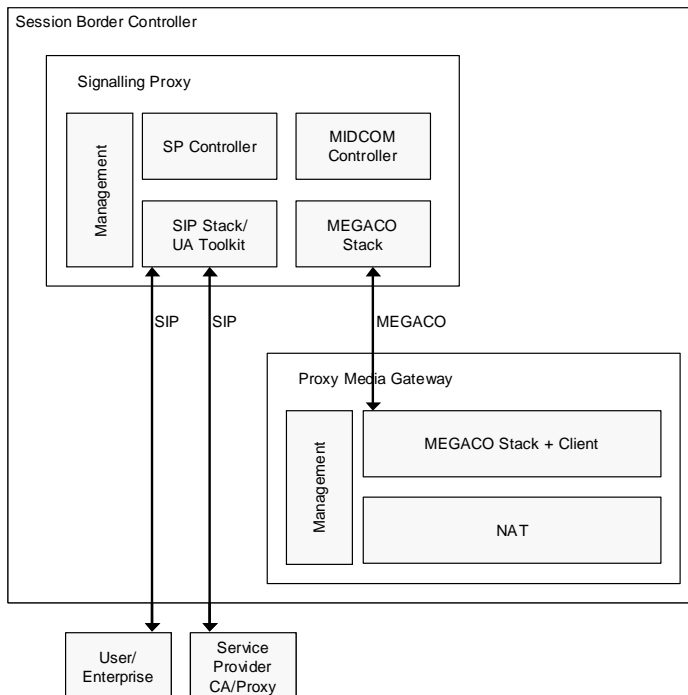 Session Border Controller
Signalling Proxy
Management
SP Controller
MIDCOM
Controller
SIP Stack/
UA Toolkit
MEGACO
Stack
SIP
SIP
MEGACO
Proxy Media Gateway
Management
MEGACO Stack + Client
NAT
User/
Enterprise
Service
Provider
CA/Proxy